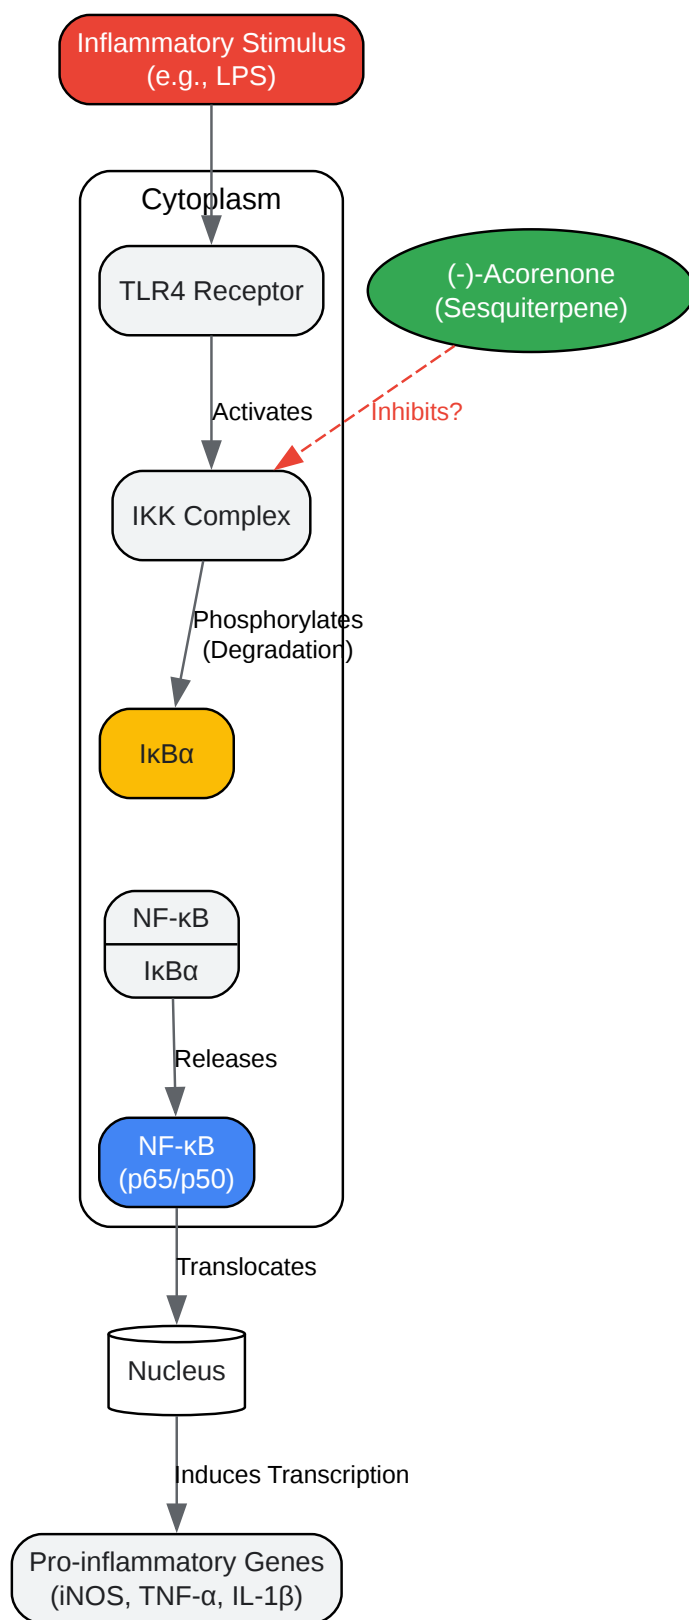 Inflammatory Stimulus
(e.g., LPS)
Cytoplasm
TLR4 Receptor
(-)-Acorenone
(Sesquiterpene)
Activates
Inhibits?
IKK Complex
Phosphorylates
(Degradation)
IκBα
NF-κB
IκBα
Releases
NF-κB
(p65/p50)
Translocates
Nucleus
Induces Transcription
Pro-inflammatory Genes
(iNOS, TNF-α, IL-1β)